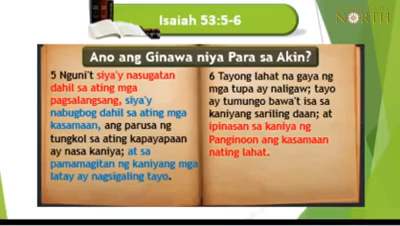 Isaiah 53:5-6
NORTH
Ano ang Ginawa niya Para sa Akin?
5 Nguni't siya'y nasugatan
dahil sa ating mga
pagsalangsang, siya'y
nabugbog dahil sa ating mga
kasamaan, ang parusa ng
tungkol sa ating kapayapaan
ay nasa kaniya; at sa
pamamagitan ng kaniyang mga
latay ay nagsigaling tayo.
6 Tayong lahat na gaya ng
mga tupa ay naligaw; tayo
ay tumungo bawa't isa sa
kaniyang sariling daan; at
ipinasan sa kaniya ng
Panginoon ang kasamaan
nating lahat.